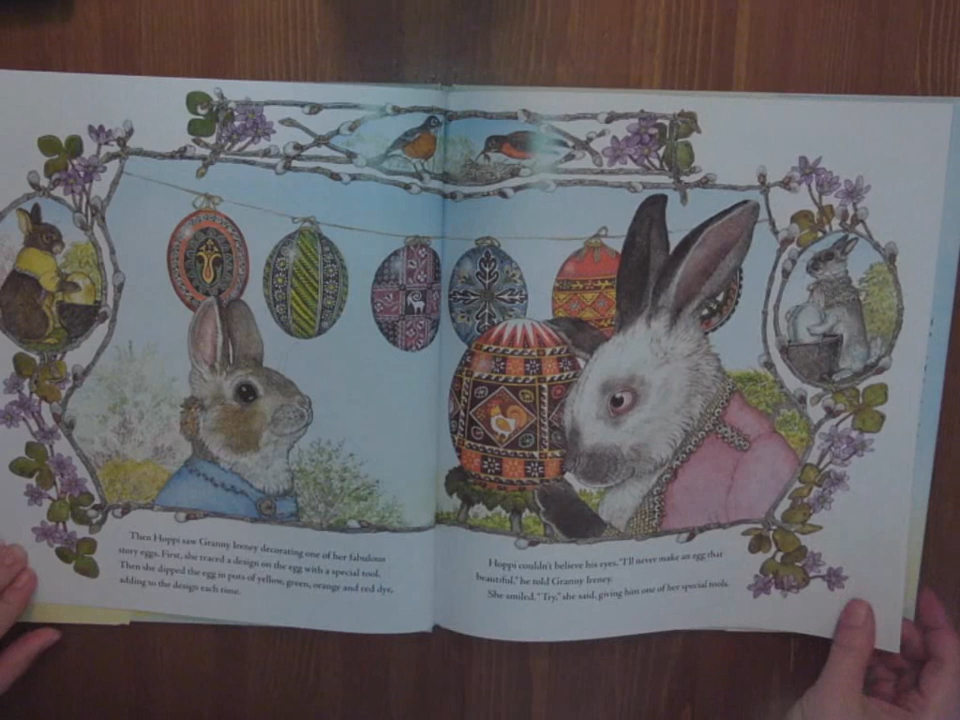 Then Hoppi saw Granny Ireney decorating one of her fabulous
story eggs. First, she traced a design on the egg with a special tool.
Then she dipped the egg in pots of yellow, green, orange and red dye,
adding to the design each time.
Hoppi couldn't believe his eyes. "I'll never make an egg that
beautiful," he told Granny Ireney.
She smiled. "Try," she said, giving him one of her special tools.